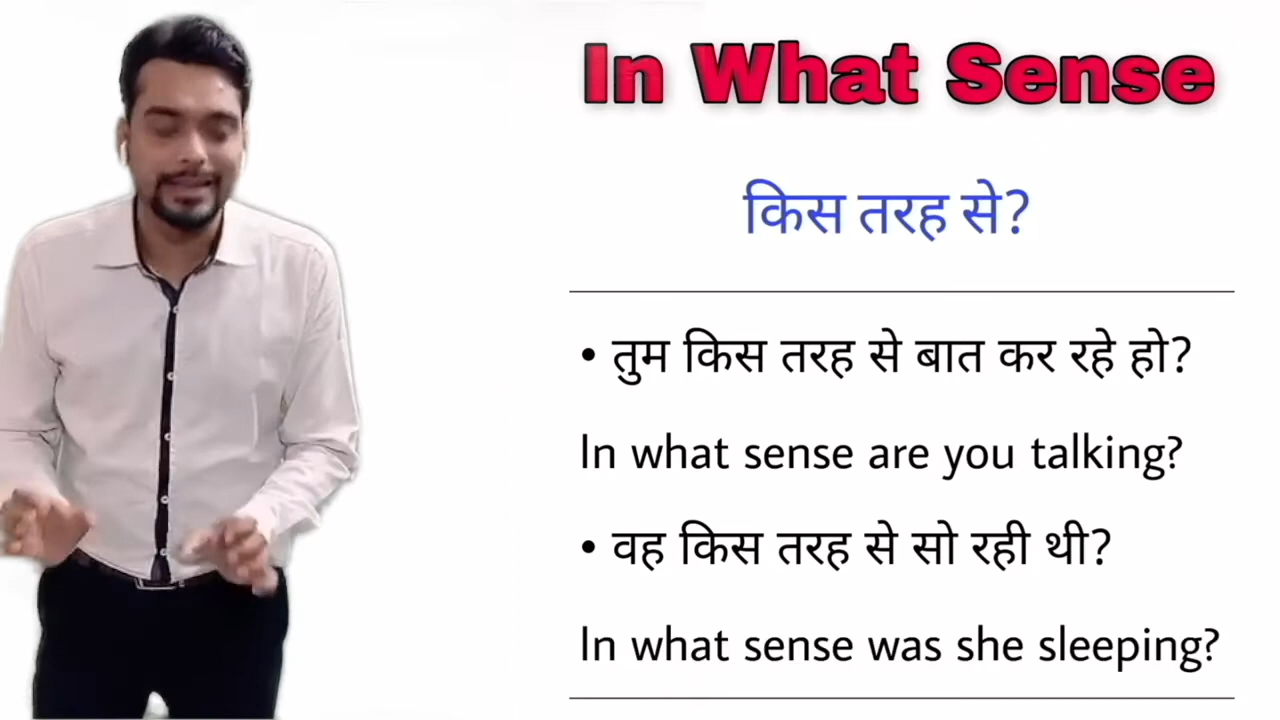 In What Sense
किस तरह से?
• तुम किस तरह से बात कर रहे हो?
In what sense are you talking?
• वह किस तरह से सो रही थी?
In what sense was she sleeping?